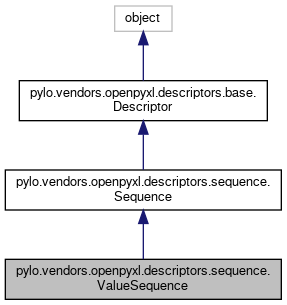 object
pylo.vendors.openpyxl.descriptors.base.
Descriptor
pylo.vendors.openpyxl.descriptors.sequence.
Sequence
pylo.vendors.openpyxl.descriptors.sequence.
ValueSequence